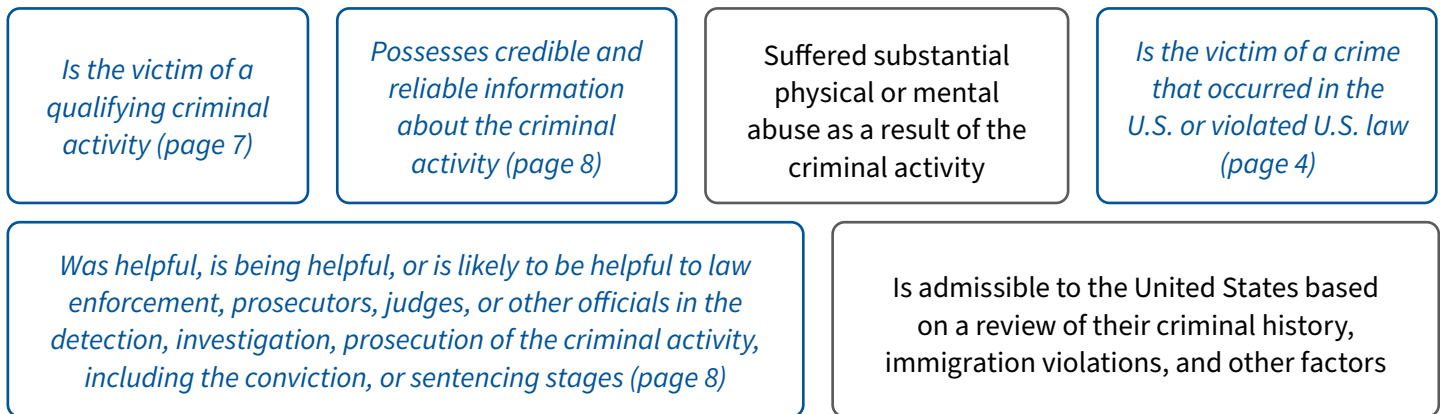 Is the victim of a
qualifying criminal
activity (page 7)
Possesses credible and
reliable information
about the criminal
activity (page 8)
Suffered substantial
physical or mental
abuse as a result of the
criminal activity
Is the victim of a crime
that occurred in the
U.S. or violated U.S. law
(page 4)
Was helpful, is being helpful, or is likely to be helpful to law
enforcement, prosecutors, judges, or other officials in the
detection, investigation, prosecution of the criminal activity,
including the conviction, or sentencing stages (page 8)
Is admissible to the United States based
on a review of their criminal history,
immigration violations, and other factors